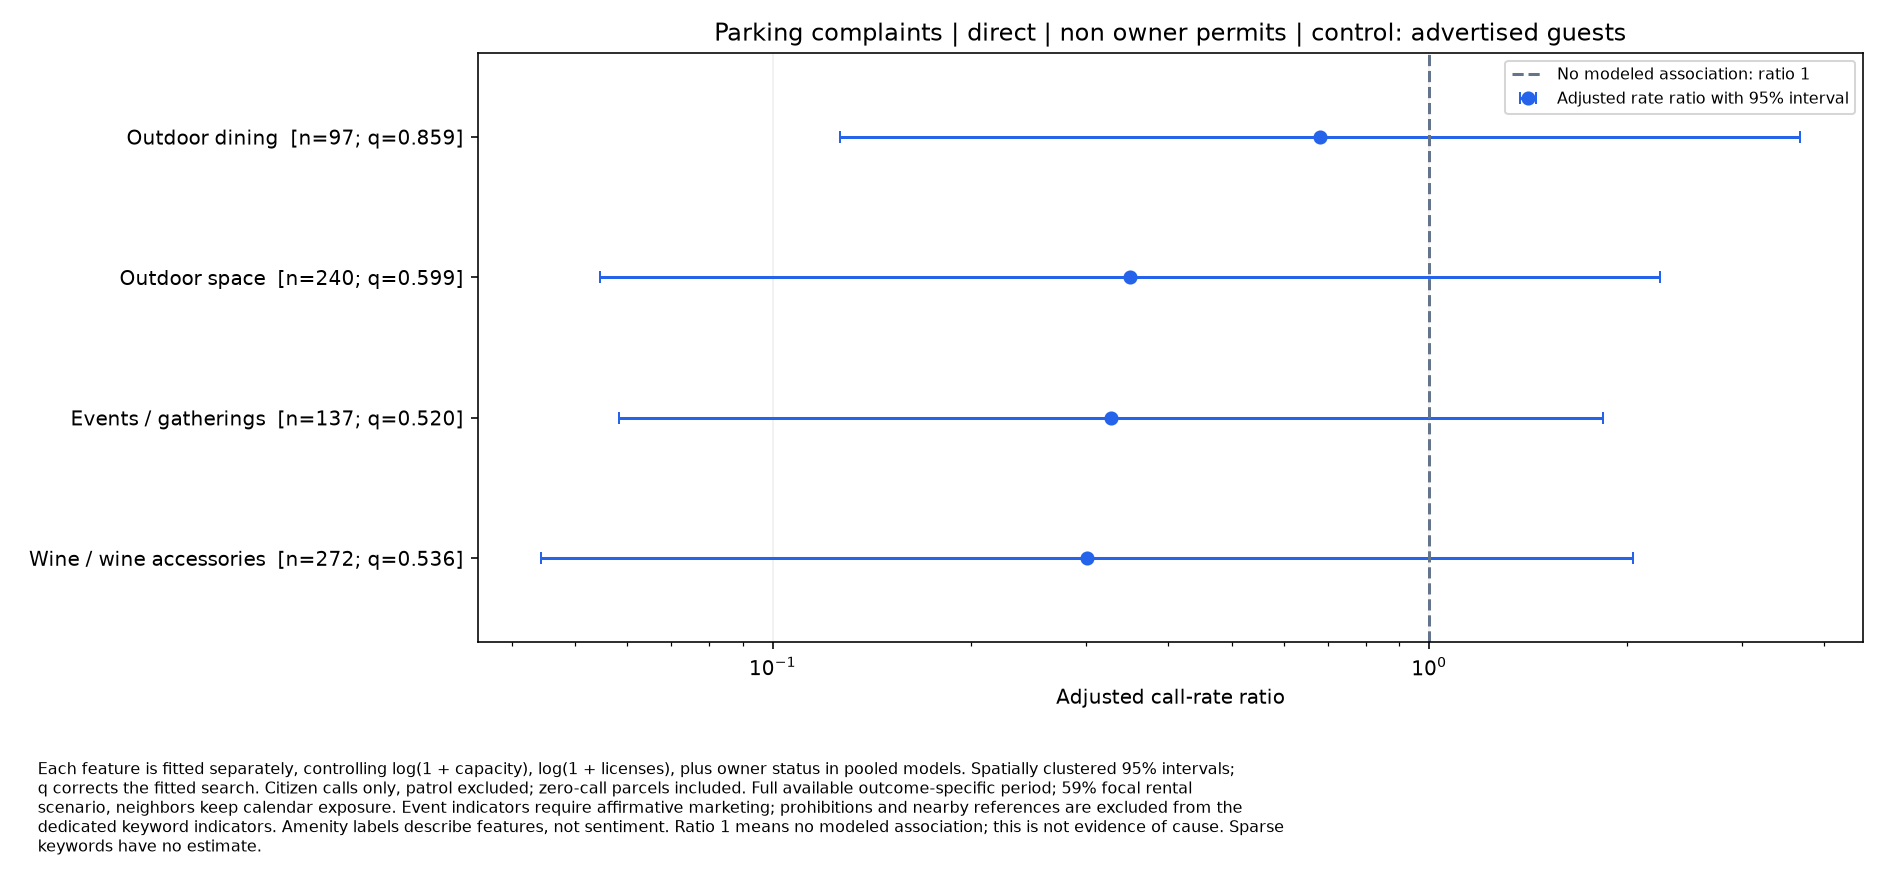 Parking complaints | direct | non owner permits | control: advertised guests
No modeled association: ratio 1
Adjusted rate ratio with 95% interval
Outdoor dining [n=97; q=0.859]
Outdoor space [n=240; q=0.599]
Events / gatherings [n=137; q=0.520]
Wine / wine accessories [n=272; q=0.536]
10⁻¹ 10⁰
Adjusted call-rate ratio
Each feature is fitted separately, controlling log(1 + capacity), log(1 + licenses), plus owner status in pooled models. Spatially clustered 95% intervals;
q corrects the fitted search. Citizen calls only, patrol excluded; zero-call parcels included. Full available outcome-specific period; 59% focal rental
scenario, neighbors keep calendar exposure. Event indicators require affirmative marketing; prohibitions and nearby references are excluded from the
dedicated keyword indicators. Amenity labels describe features, not sentiment. Ratio 1 means no modeled association; this is not evidence of cause. Sparse
keywords have no estimate.